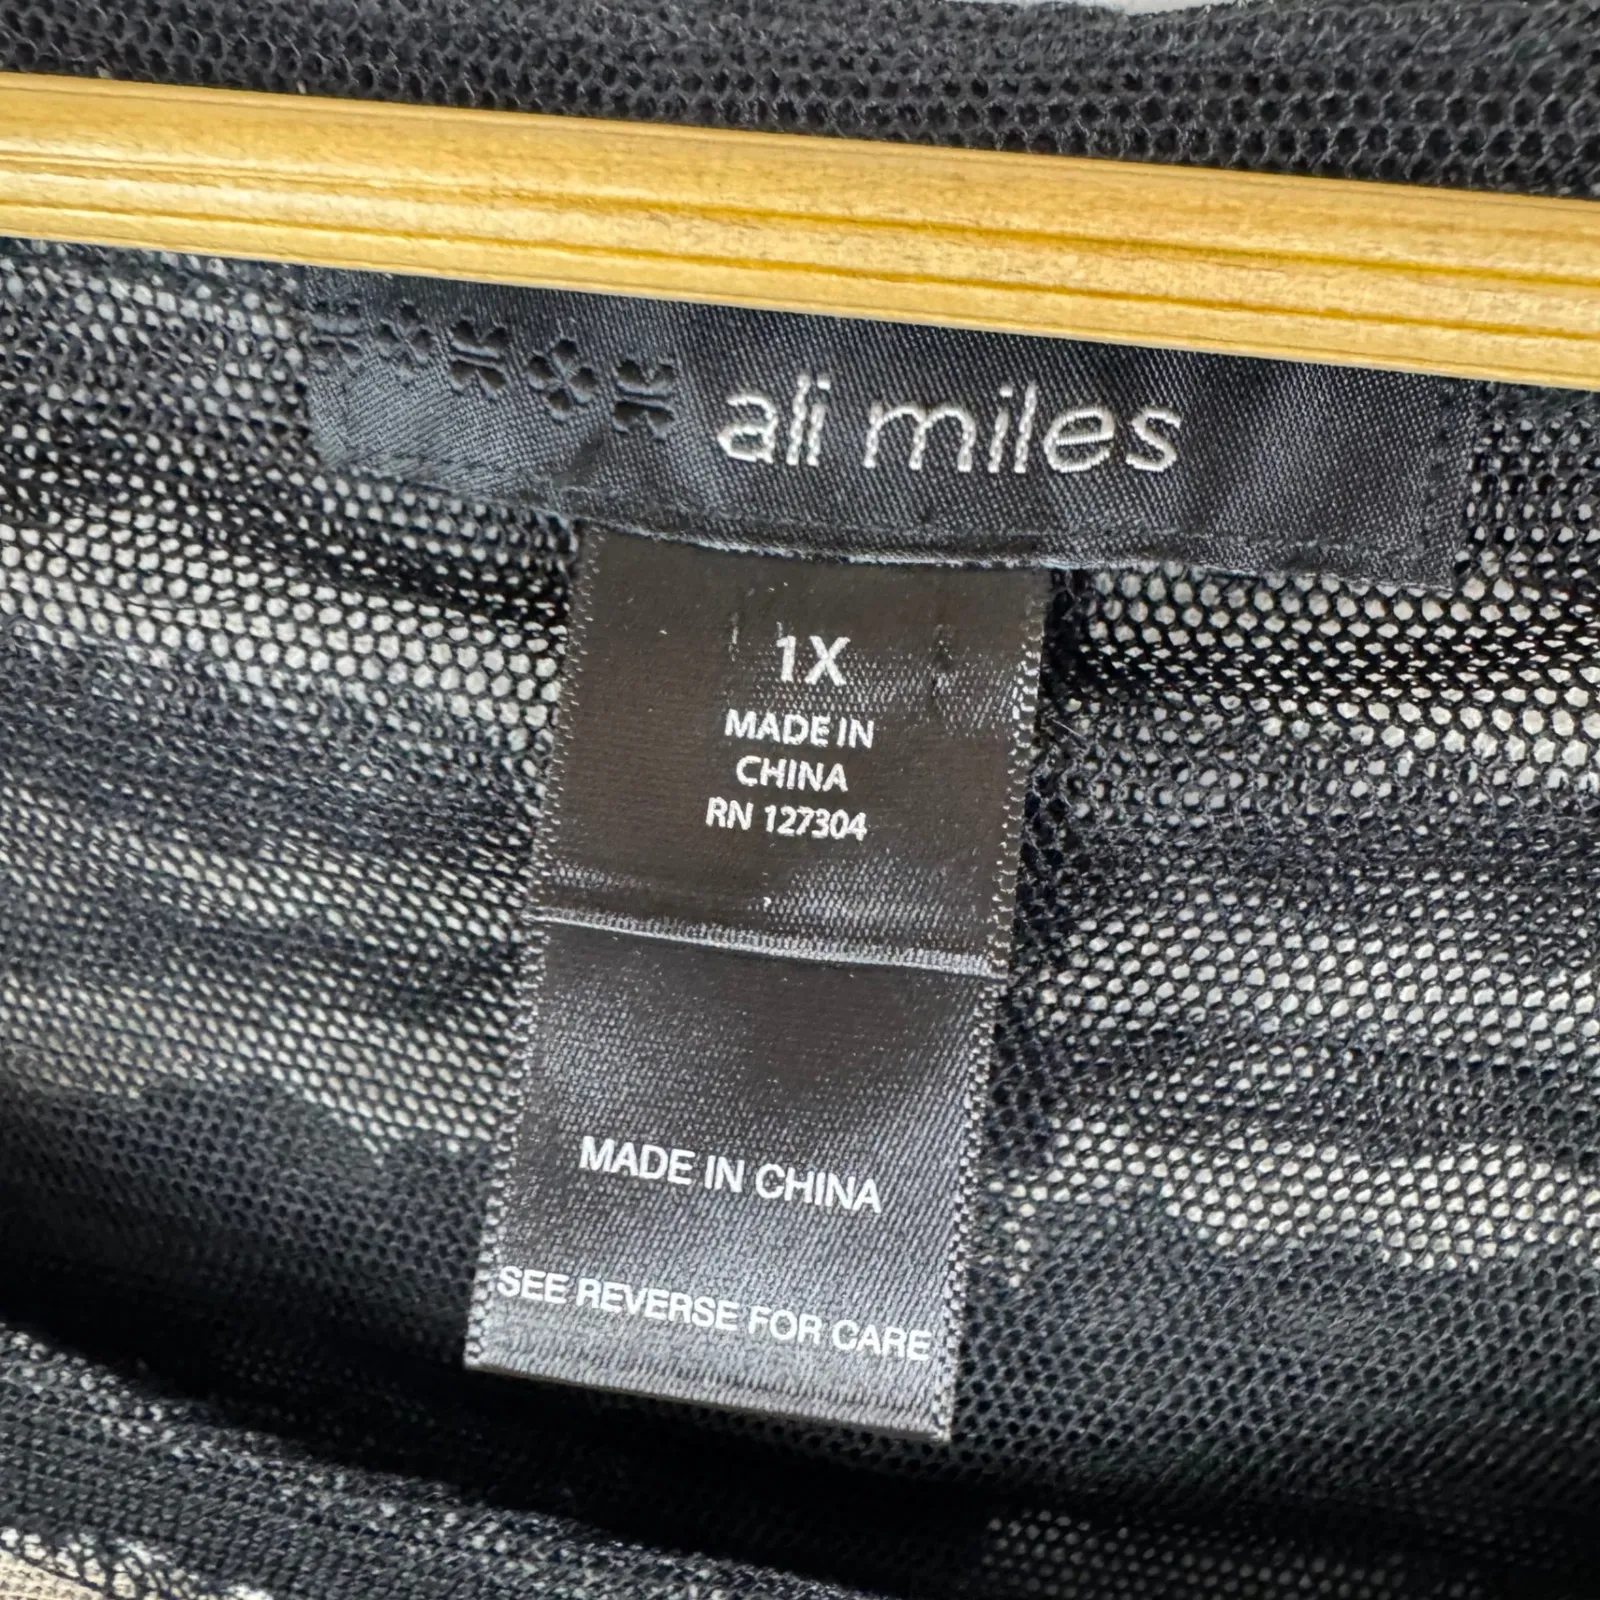 ali miles
1X
MADE IN
CHINA
RN 127304
MADE IN CHINA
SEE REVERSE FOR CARE